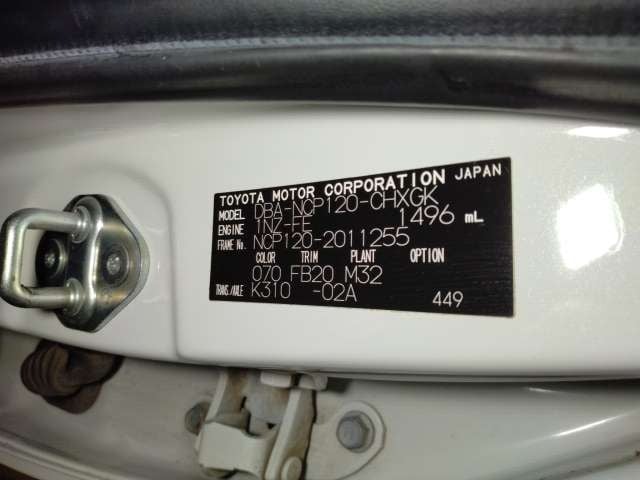 TOYOTA MOTOR CORPORATION JAPAN
MODEL DBA-NCP120-CHXGK
ENGINE 1NZ-FE 1496 mL
FRAME No. NCP120-2011255
COLOR TRIM PLANT OPTION
070 FB20 M32
TRANS./AXLE K310 -02A
449